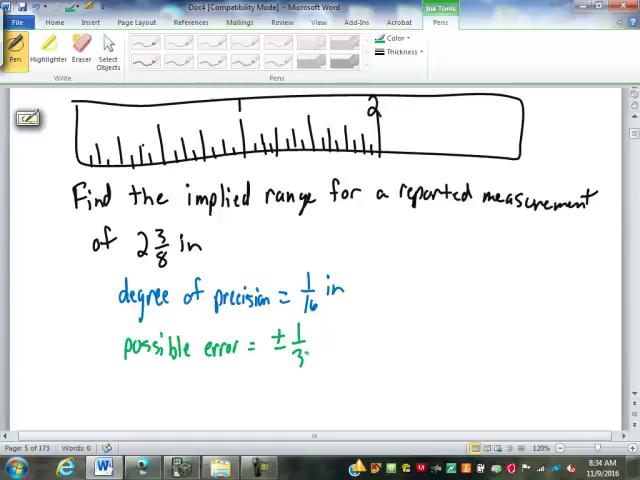 Doc4 [Compatibility Mode] - Microsoft Word
Ink Tools
File Home Insert Page Layout References Mailings Review View Add-Ins Acrobat Pens
Pen Highlighter Eraser Select Objects
Color
Thickness
Write Pens
1 2
Find the implied range for a reported measurement
of 2 3/8 in
degree of precision = 1/16 in
possible error = ± 1/3
Page: 5 of 173 Words: 0 120%
8:34 AM
11/9/2016